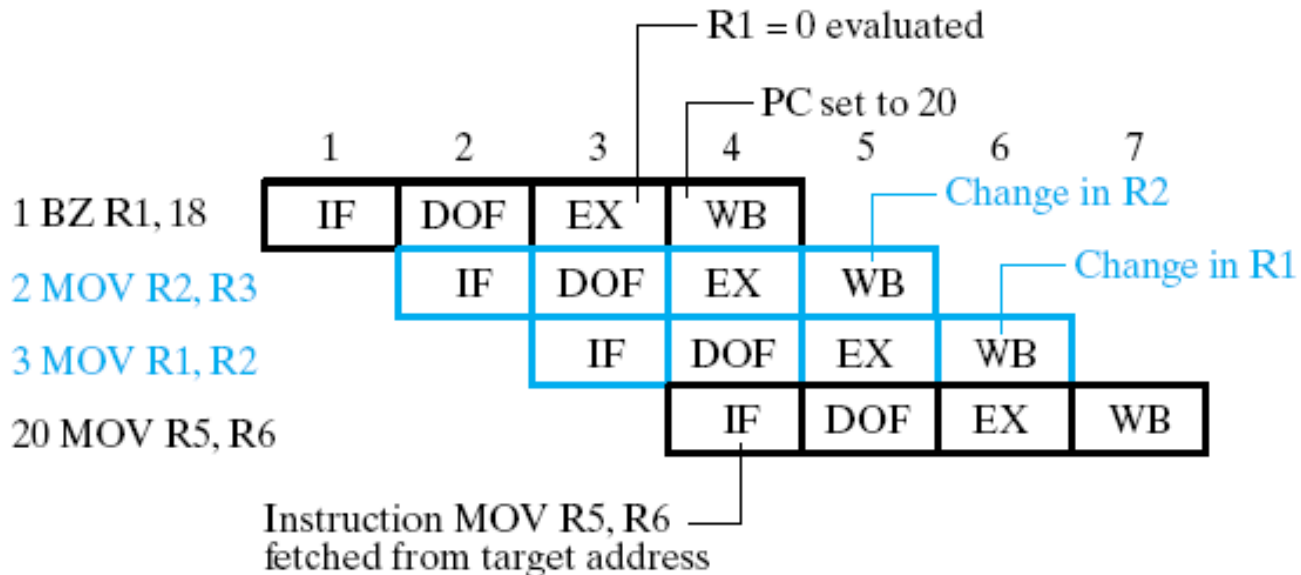 R1 = 0 evaluated
PC set to 20
1 2 3 4 5 6 7
Change in R2
1 BZ R1, 18 IF DOF EX WB
Change in R1
2 MOV R2, R3 IF DOF EX WB
3 MOV R1, R2 IF DOF EX WB
20 MOV R5, R6 IF DOF EX WB
Instruction MOV R5, R6
fetched from target address